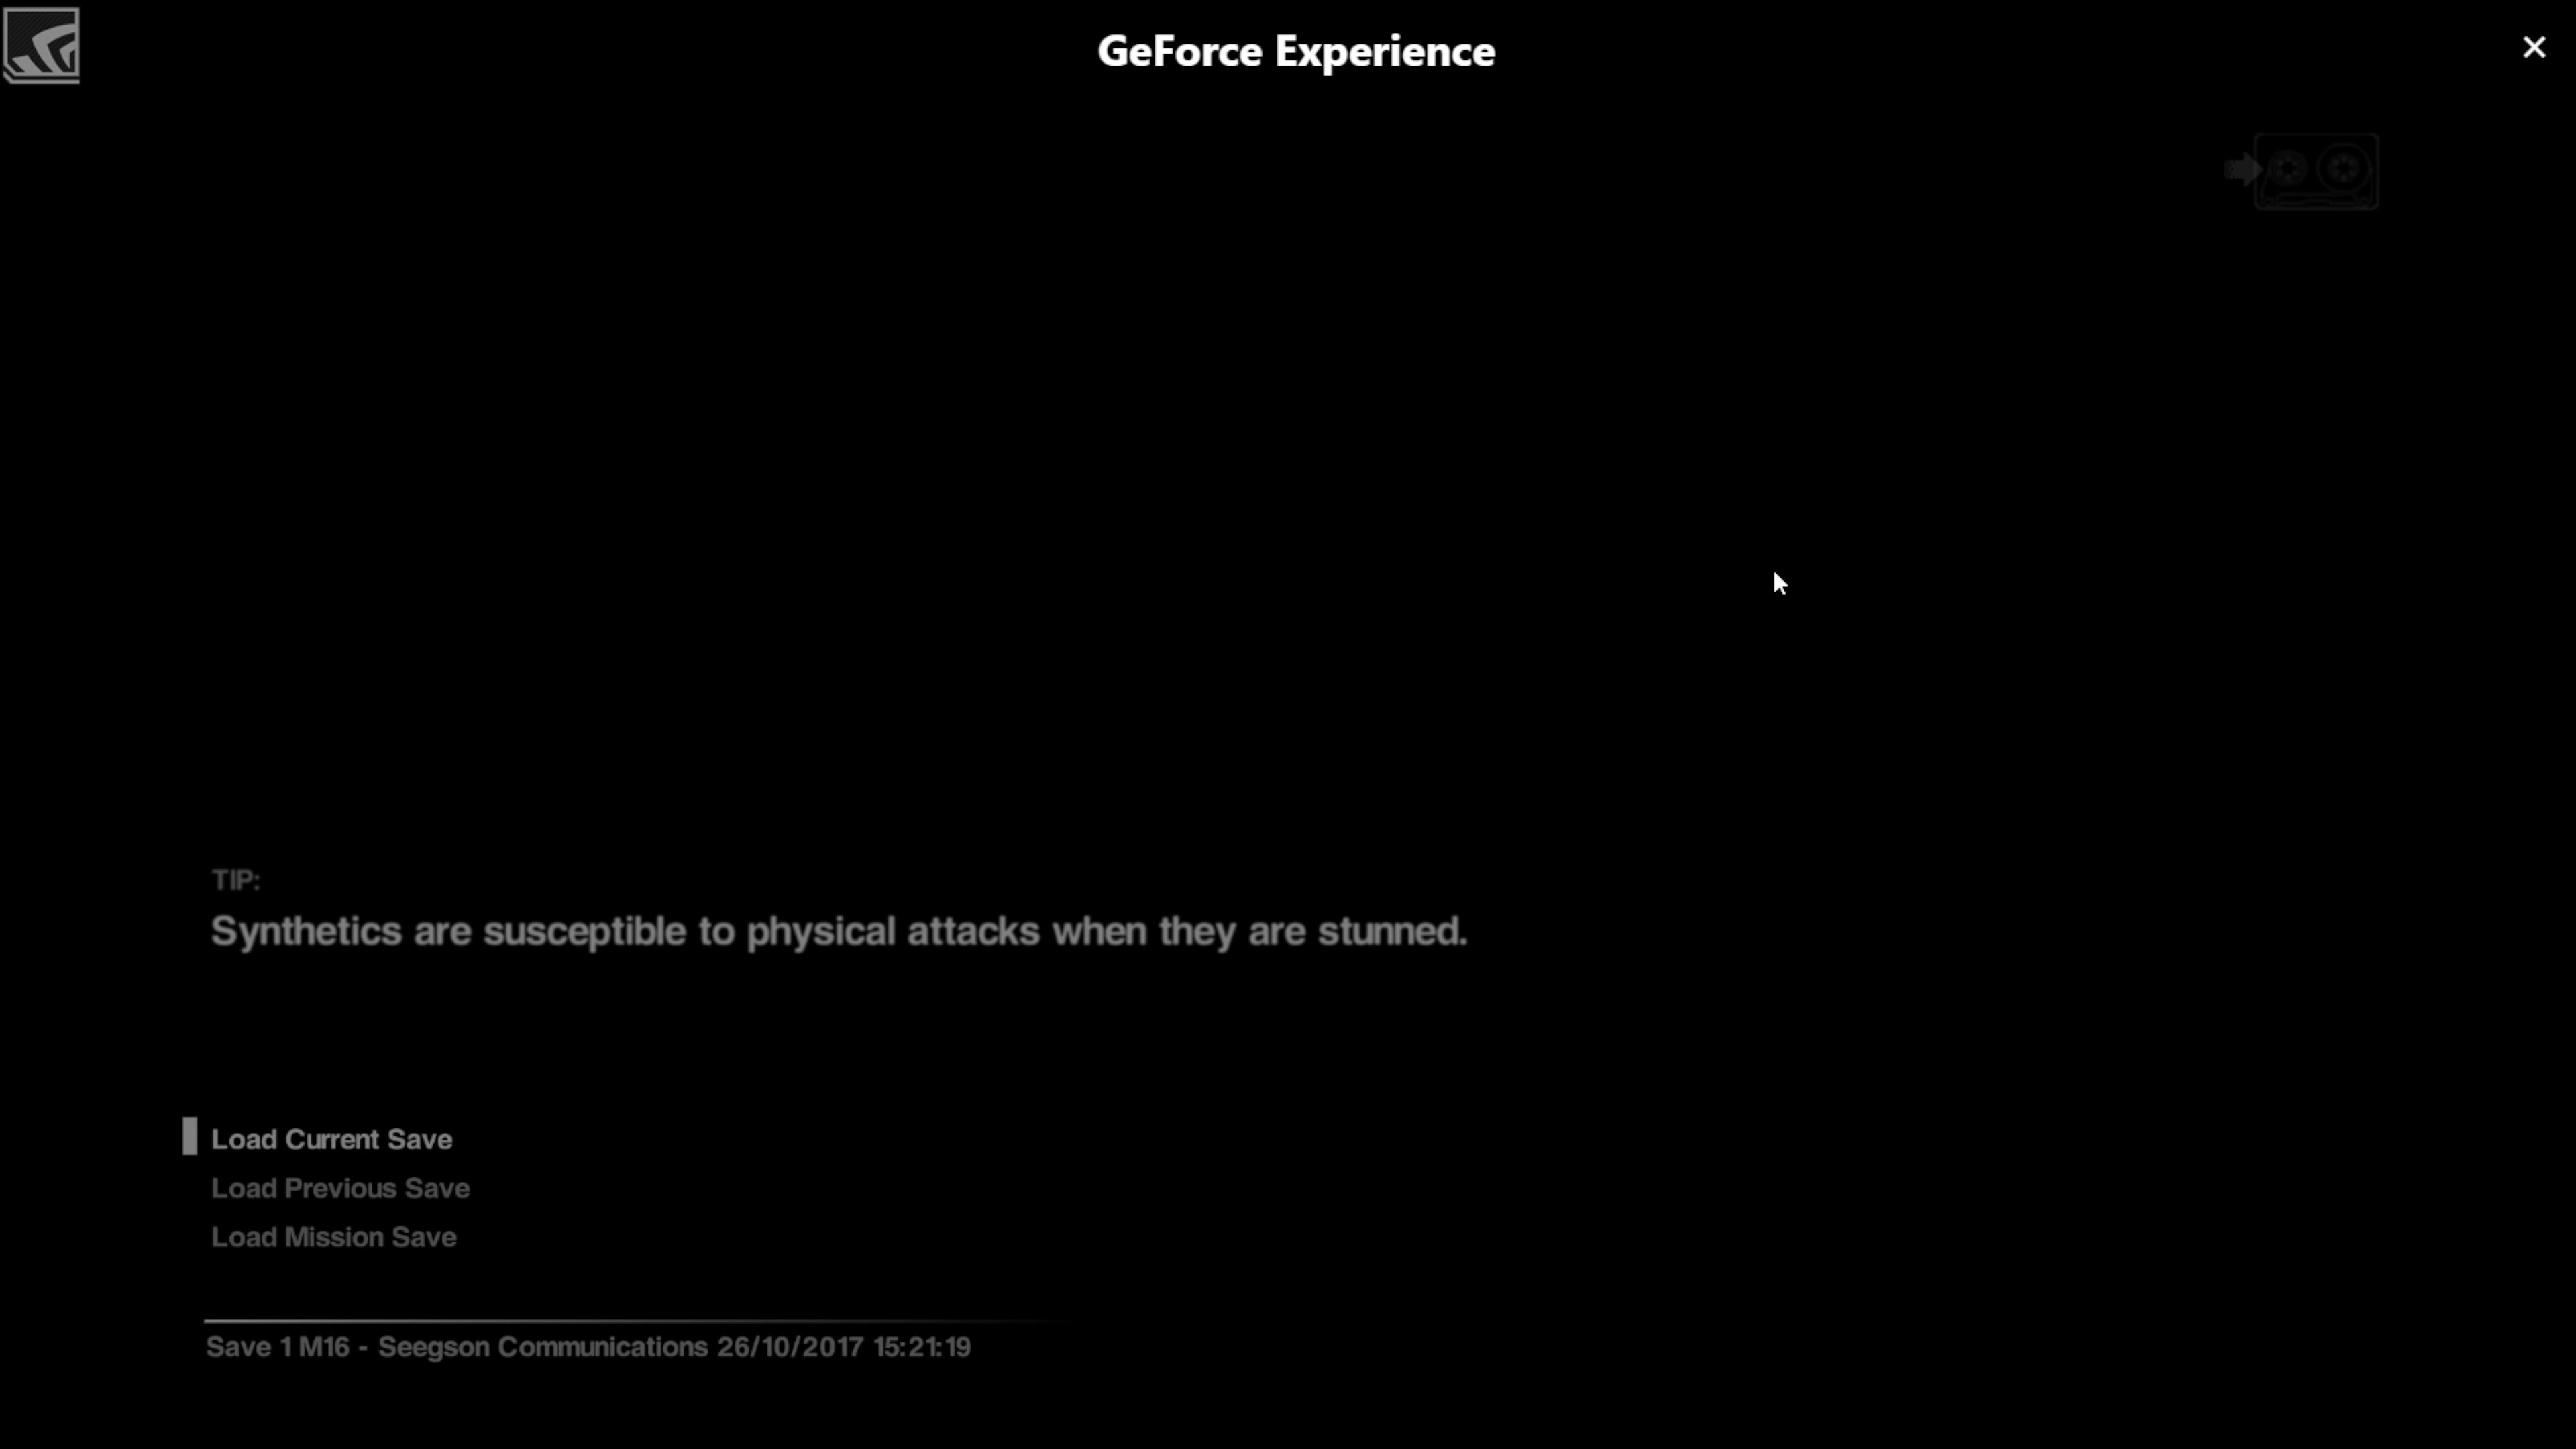 GeForce Experience
TIP:
Synthetics are susceptible to physical attacks when they are stunned.
Load Current Save
Load Previous Save
Load Mission Save
Save 1 M16 - Seegson Communications 26/10/2017 15:21:19